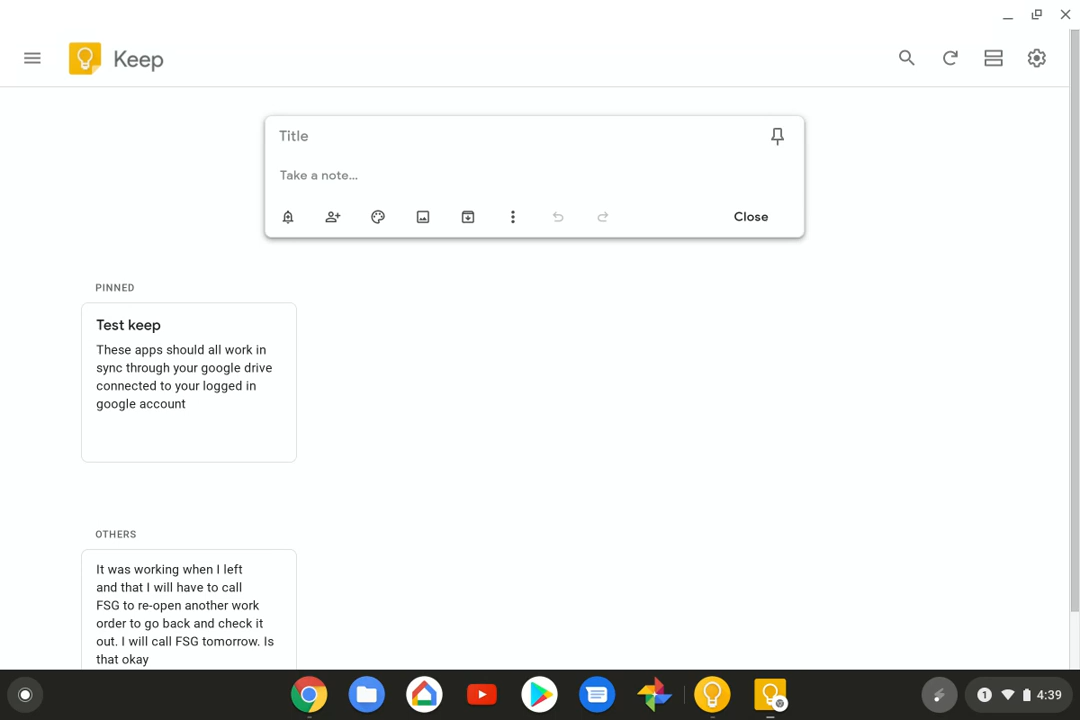 Keep
Title
Take a note...
Close
PINNED
Test keep
These apps should all work in
sync through your google drive
connected to your logged in
google account
OTHERS
It was working when I left
and that I will have to call
FSG to re-open another work
order to go back and check it
out. I will call FSG tomorrow. Is
that okay
1
4:39